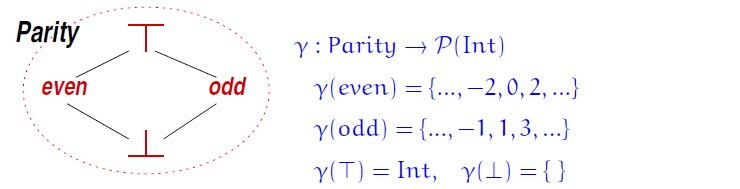 Parity
⊤
even odd
⊥
γ : Parity → 𝒫(Int)
γ(even) = {..., −2, 0, 2, ...}
γ(odd) = {..., −1, 1, 3, ...}
γ(⊤) = Int, γ(⊥) = { }